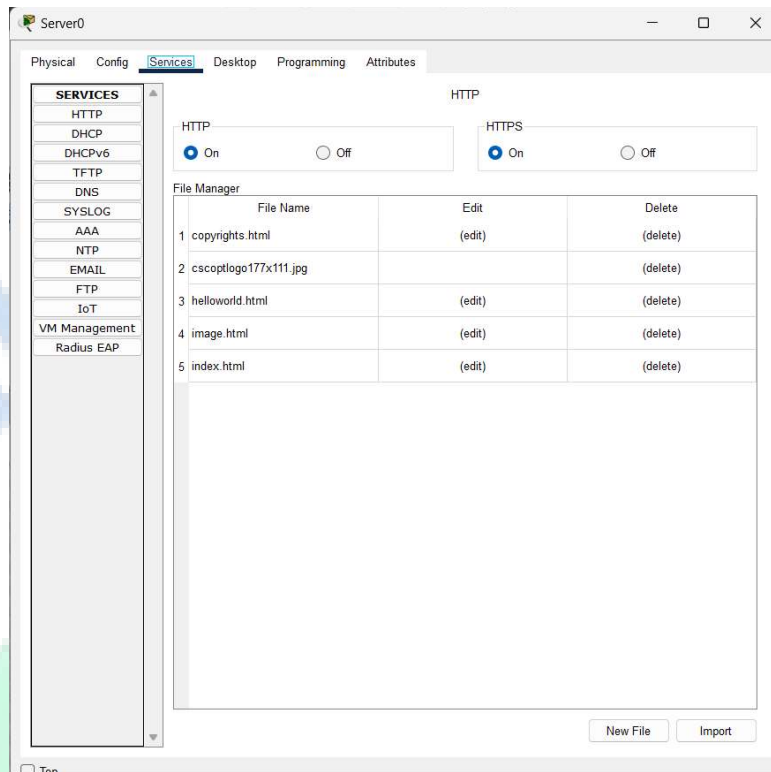 Server0
Physical Config Services Desktop Programming Attributes
SERVICES
HTTP
DHCP
DHCPv6
TFTP
DNS
SYSLOG
AAA
NTP
EMAIL
FTP
IoT
VM Management
Radius EAP
HTTP
HTTP
On Off
HTTPS
On Off
File Manager
File Name Edit Delete
1 copyrights.html (edit) (delete)
2 cscoptlogo177x111.jpg (delete)
3 helloworld.html (edit) (delete)
4 image.html (edit) (delete)
5 index.html (edit) (delete)
New File Import
Top